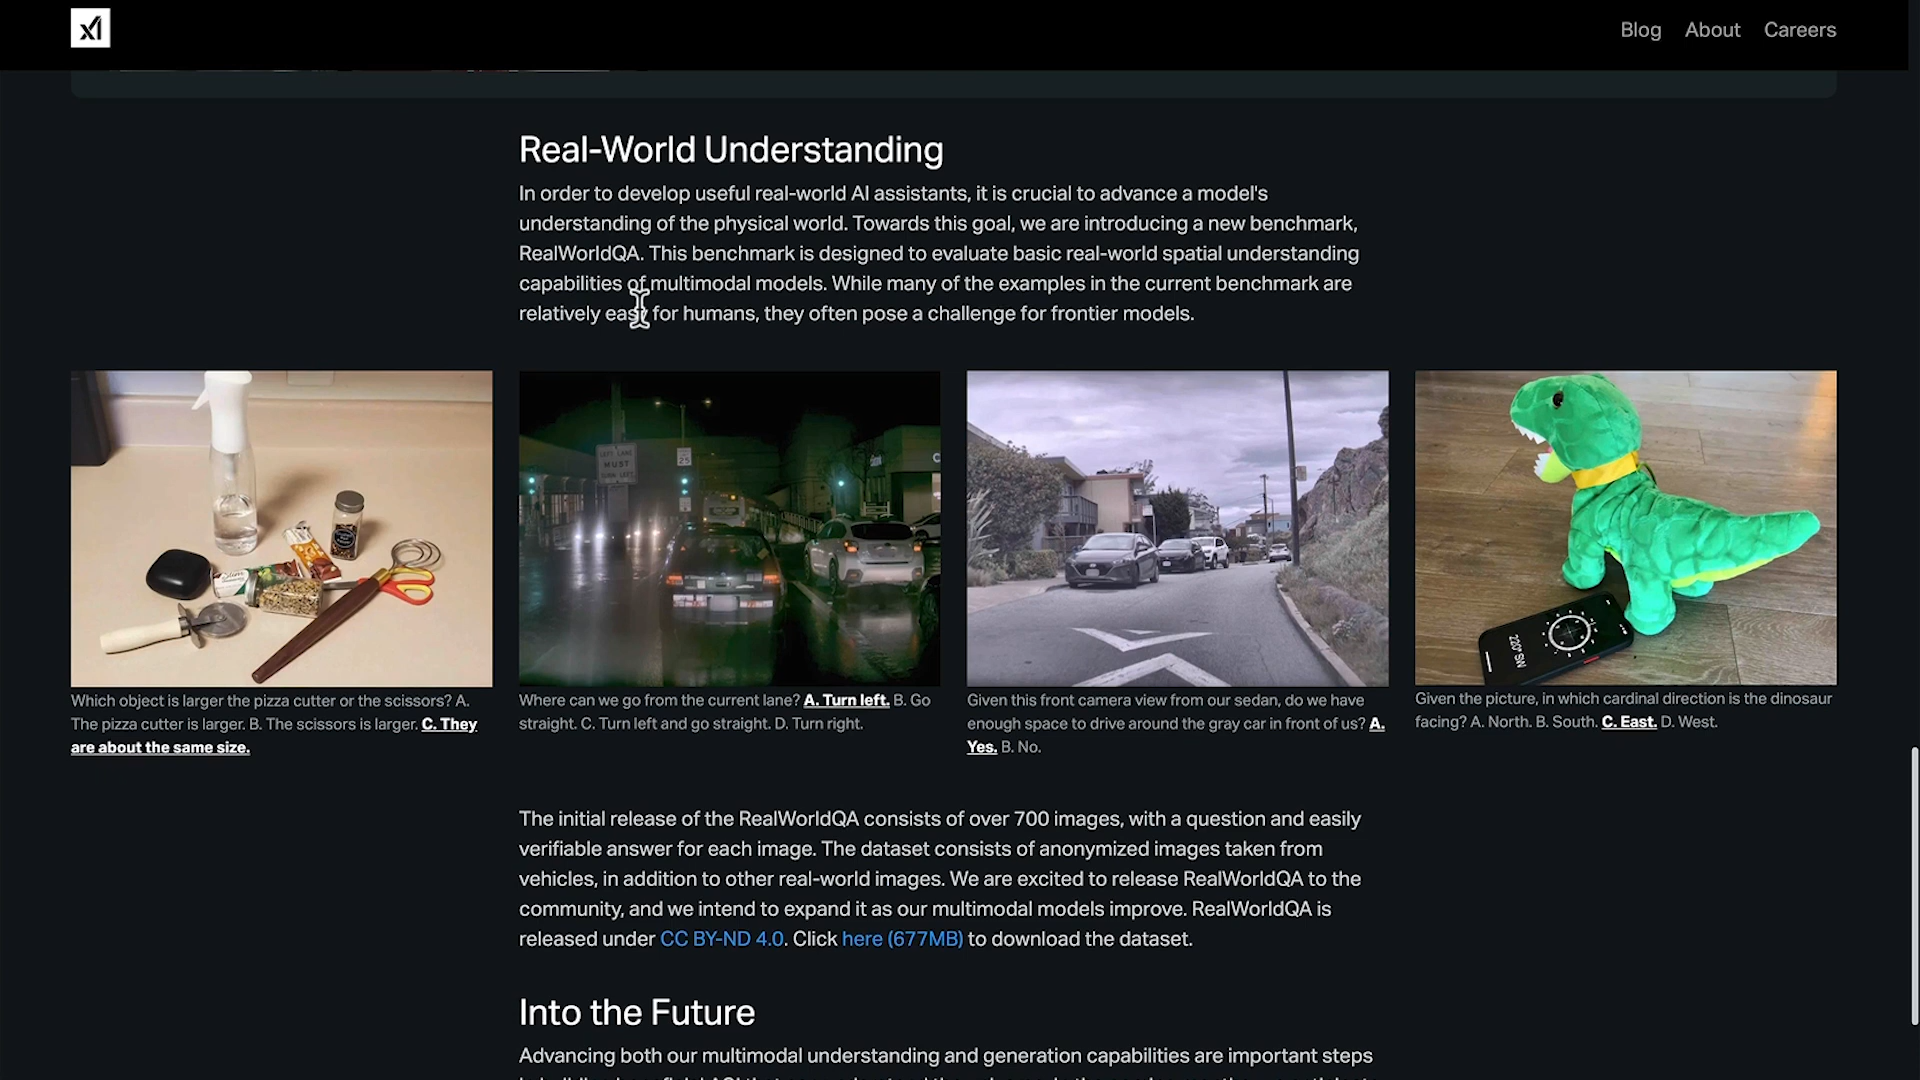 xI
Blog About Careers
Real-World Understanding
In order to develop useful real-world AI assistants, it is crucial to advance a model's
understanding of the physical world. Towards this goal, we are introducing a new benchmark,
RealWorldQA. This benchmark is designed to evaluate basic real-world spatial understanding
capabilities of multimodal models. While many of the examples in the current benchmark are
relatively easy for humans, they often pose a challenge for frontier models.
LEFT LANE
MUST
TURN LEFT
25
220° SW
Which object is larger the pizza cutter or the scissors? A.
The pizza cutter is larger. B. The scissors is larger. C. They
are about the same size.
Where can we go from the current lane? A. Turn left. B. Go
straight. C. Turn left and go straight. D. Turn right.
Given this front camera view from our sedan, do we have
enough space to drive around the gray car in front of us? A.
Yes. B. No.
Given the picture, in which cardinal direction is the dinosaur
facing? A. North. B. South. C. East. D. West.
The initial release of the RealWorldQA consists of over 700 images, with a question and easily
verifiable answer for each image. The dataset consists of anonymized images taken from
vehicles, in addition to other real-world images. We are excited to release RealWorldQA to the
community, and we intend to expand it as our multimodal models improve. RealWorldQA is
released under CC BY-ND 4.0. Click here (677MB) to download the dataset.
Into the Future
Advancing both our multimodal understanding and generation capabilities are important steps